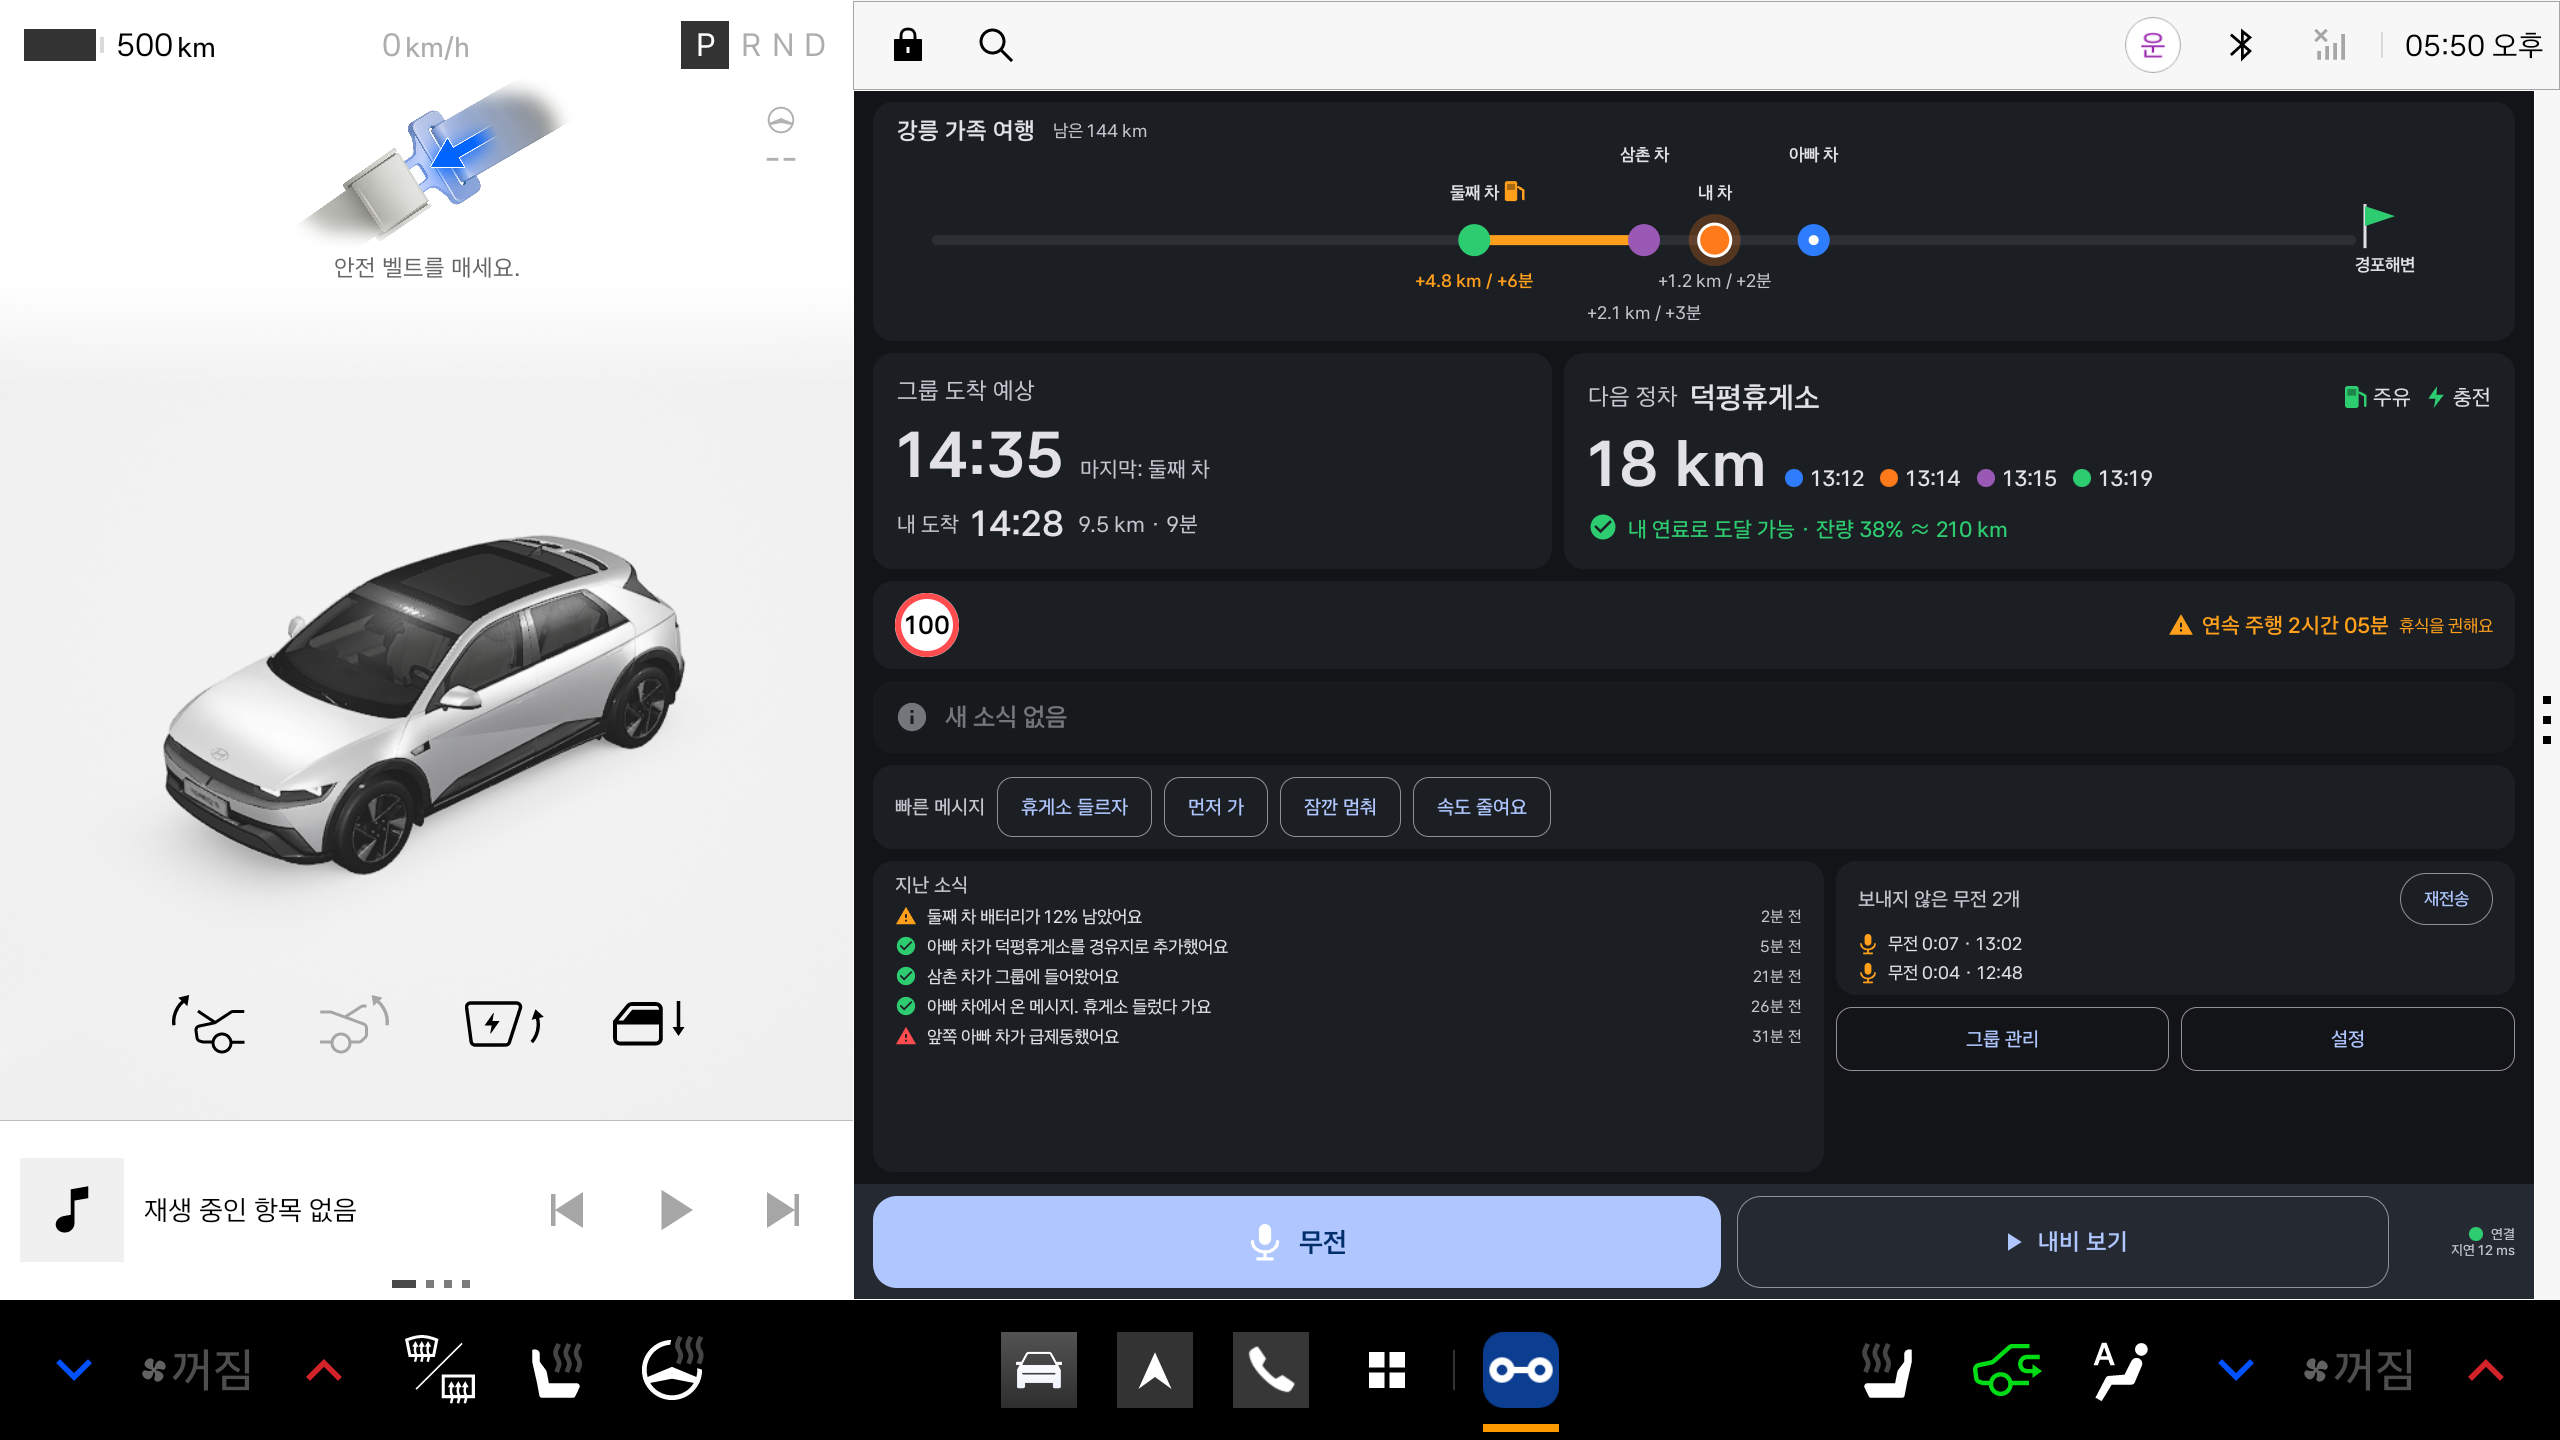 500 km
0 km/h
P R N D
안전 벨트를 매세요.
재생 중인 항목 없음
운
05:50 오후
강릉 가족 여행 남은 144 km
삼촌 차
아빠 차
둘째 차
내 차
경포해변
+4.8 km / +6분
+1.2 km / +2분
+2.1 km / +3분
그룹 도착 예상
14:35 마지막: 둘째 차
내 도착 14:28 9.5 km · 9분
다음 정차 덕평휴게소
주유 충전
18 km 13:12 13:14 13:15 13:19
내 연료로 도달 가능 · 잔량 38% ≈ 210 km
100
연속 주행 2시간 05분 휴식을 권해요
새 소식 없음
빠른 메시지 휴게소 들르자 먼저 가 잠깐 멈춰 속도 줄여요
지난 소식
둘째 차 배터리가 12% 남았어요 2분 전
아빠 차가 덕평휴게소를 경유지로 추가했어요 5분 전
삼촌 차가 그룹에 들어왔어요 21분 전
아빠 차에서 온 메시지. 휴게소 들렀다 가요 26분 전
앞쪽 아빠 차가 급제동했어요 31분 전
보내지 않은 무전 2개 재전송
무전 0:07 · 13:02
무전 0:04 · 12:48
그룹 관리 설정
무전
내비 보기
연결
지연 12 ms
꺼짐
A
꺼짐